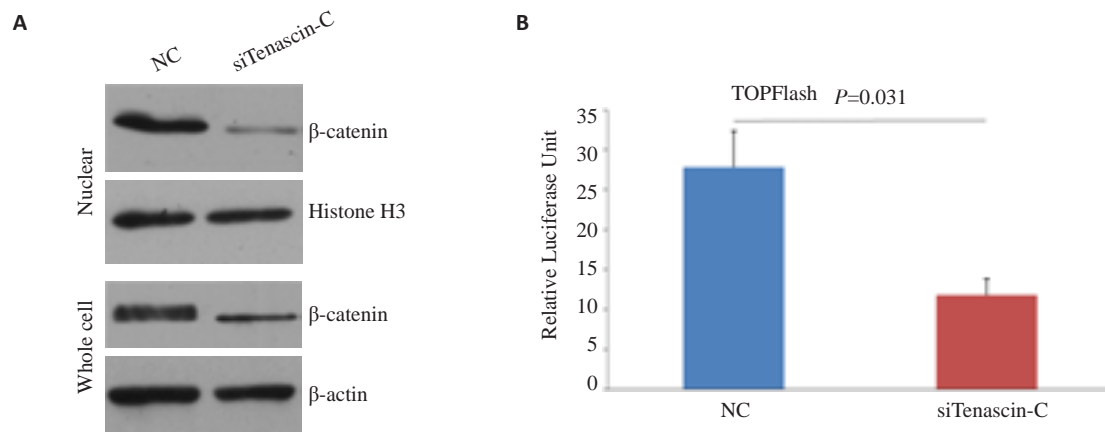 A
NC
siTenascin-C
Nuclear
β-catenin
Histone H3
Whole cell
β-catenin
β-actin
B
TOPFlash P=0.031
Relative Luciferase Unit
35
30
25
20
15
10
5
0
NC
siTenascin-C